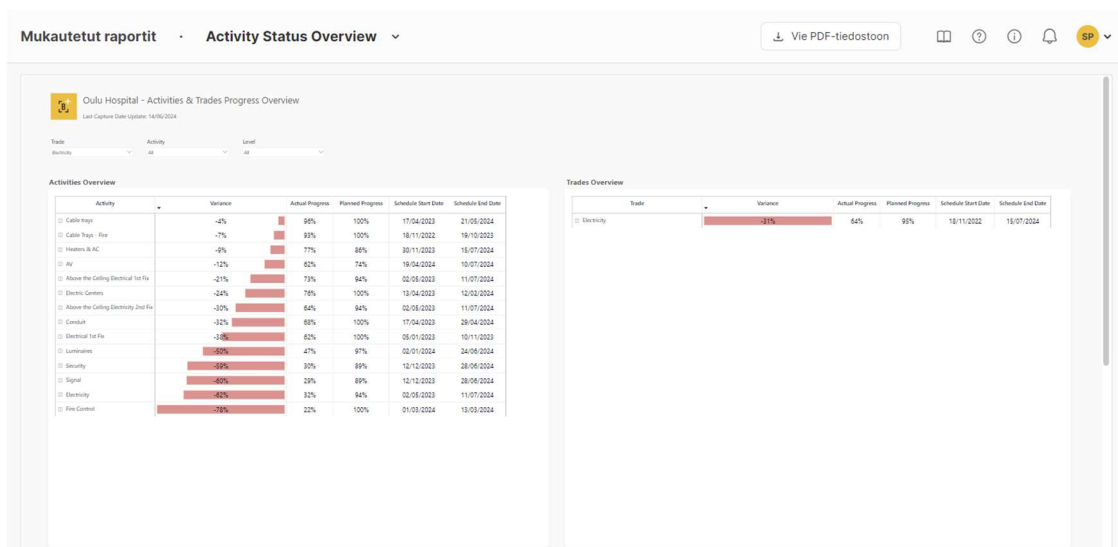 Mukautetut raportit · Activity Status Overview
Vie PDF-tiedostoon
SP
Oulu Hospital - Activities & Trades Progress Overview
Last Capture Date Update: 14/06/2024
Trade Activity Level
Electricity All All
Activities Overview
Activity Variance Actual Progress Planned Progress Schedule Start Date Schedule End Date
Cable trays -4% 96% 100% 17/04/2023 21/05/2024
Cable Trays - Fire -7% 93% 100% 18/11/2022 19/10/2023
Heaters & AC -9% 77% 86% 30/11/2023 15/07/2024
AV -12% 62% 74% 19/04/2024 10/07/2024
Above the Ceiling Electrical 1st Fix -21% 73% 94% 02/05/2023 11/07/2024
Electric Centers -24% 76% 100% 13/04/2023 12/02/2024
Above the Ceiling Electricity 2nd Fix -30% 64% 94% 02/05/2023 11/07/2024
Conduit -32% 68% 100% 17/04/2023 29/04/2024
Electrical 1st Fix -38% 62% 100% 05/01/2023 10/11/2023
Luminaires -50% 47% 97% 02/01/2024 24/06/2024
Security -59% 30% 89% 12/12/2023 28/06/2024
Signal -60% 29% 89% 12/12/2023 28/06/2024
Electricity -62% 32% 94% 02/05/2023 11/07/2024
Fire Control -78% 22% 100% 01/03/2024 13/03/2024
Trades Overview
Trade Variance Actual Progress Planned Progress Schedule Start Date Schedule End Date
Electricity -31% 64% 95% 18/11/2022 15/07/2024